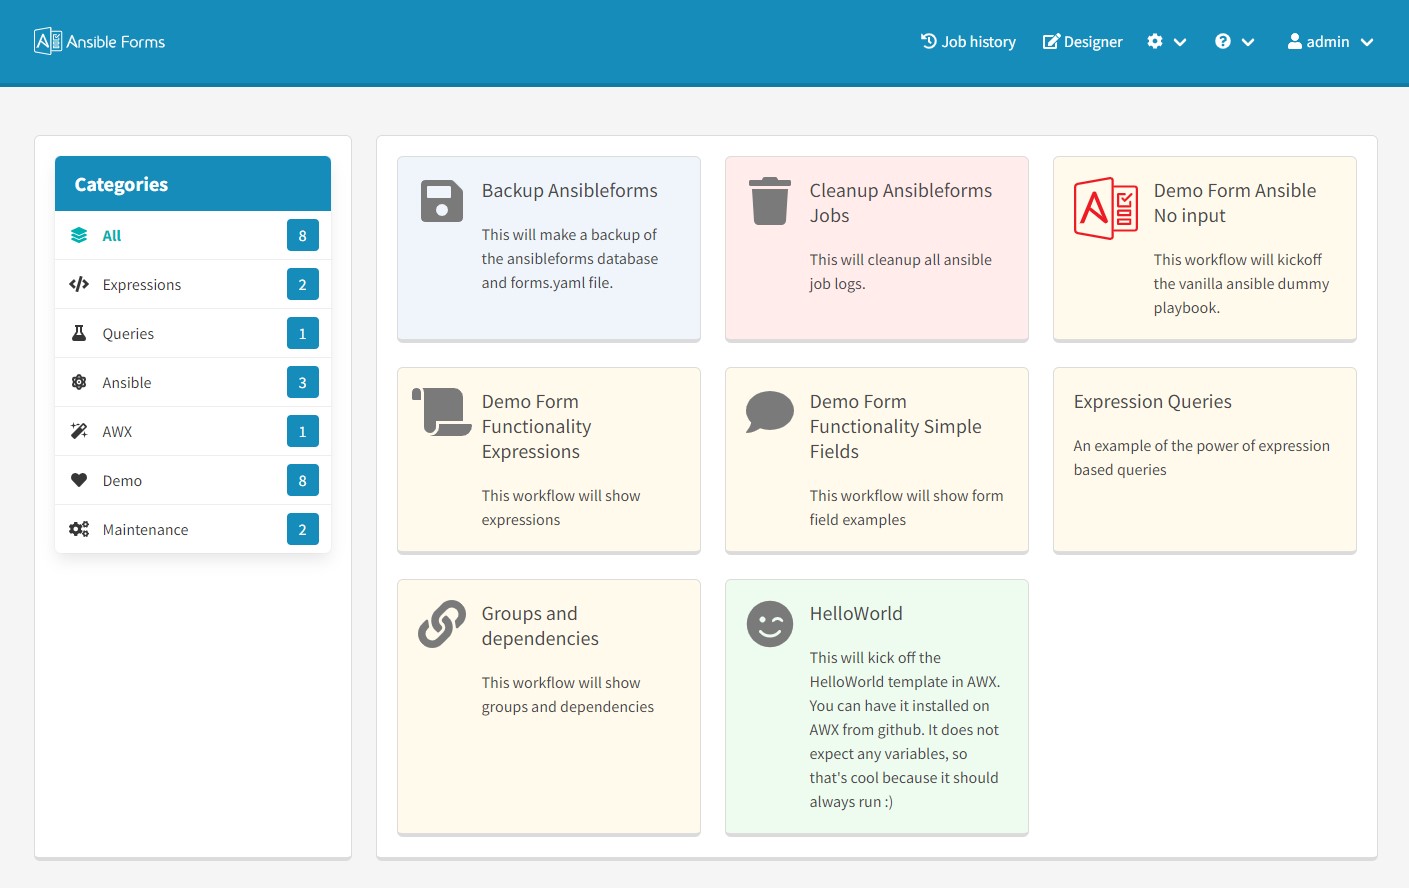 Ansible Forms
Job history
Designer
admin
Categories
All 8
Expressions 2
Queries 1
Ansible 3
AWX 1
Demo 8
Maintenance 2
Backup Ansibleforms
This will make a backup of
the ansibleforms database
and forms.yaml file.
Cleanup Ansibleforms
Jobs
This will cleanup all ansible
job logs.
Demo Form Ansible
No input
This workflow will kickoff
the vanilla ansible dummy
playbook.
Demo Form
Functionality
Expressions
This workflow will show
expressions
Demo Form
Functionality Simple
Fields
This workflow will show form
field examples
Expression Queries
An example of the power of expression
based queries
Groups and
dependencies
This workflow will show
groups and dependencies
HelloWorld
This will kick off the
HelloWorld template in AWX.
You can have it installed on
AWX from github. It does not
expect any variables, so
that's cool because it should
always run :)